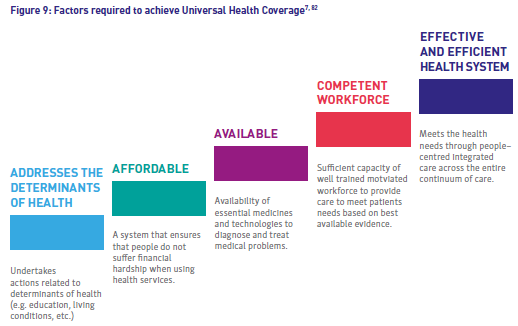 Figure 9: Factors required to achieve Universal Health Coverage7, 82
EFFECTIVE
AND EFFICIENT
HEALTH SYSTEM
Meets the health
needs through people–
centred integrated
care across the entire
continuum of care.
COMPETENT
WORKFORCE
Sufficient capacity of
well trained motviated
workforce to provide
care to meet patients
needs based on best
available evidence.
AVAILABLE
Availability of
essential medicines
and technologies to
diagnose and treat
medical problems.
AFFORDABLE
A system that ensures
that people do not
suffer financial
hardship when using
health services.
ADDRESSES THE
DETERMINANTS
OF HEALTH
Undertakes
actions related to
determinants of health
(e.g. education, living
conditions, etc.)